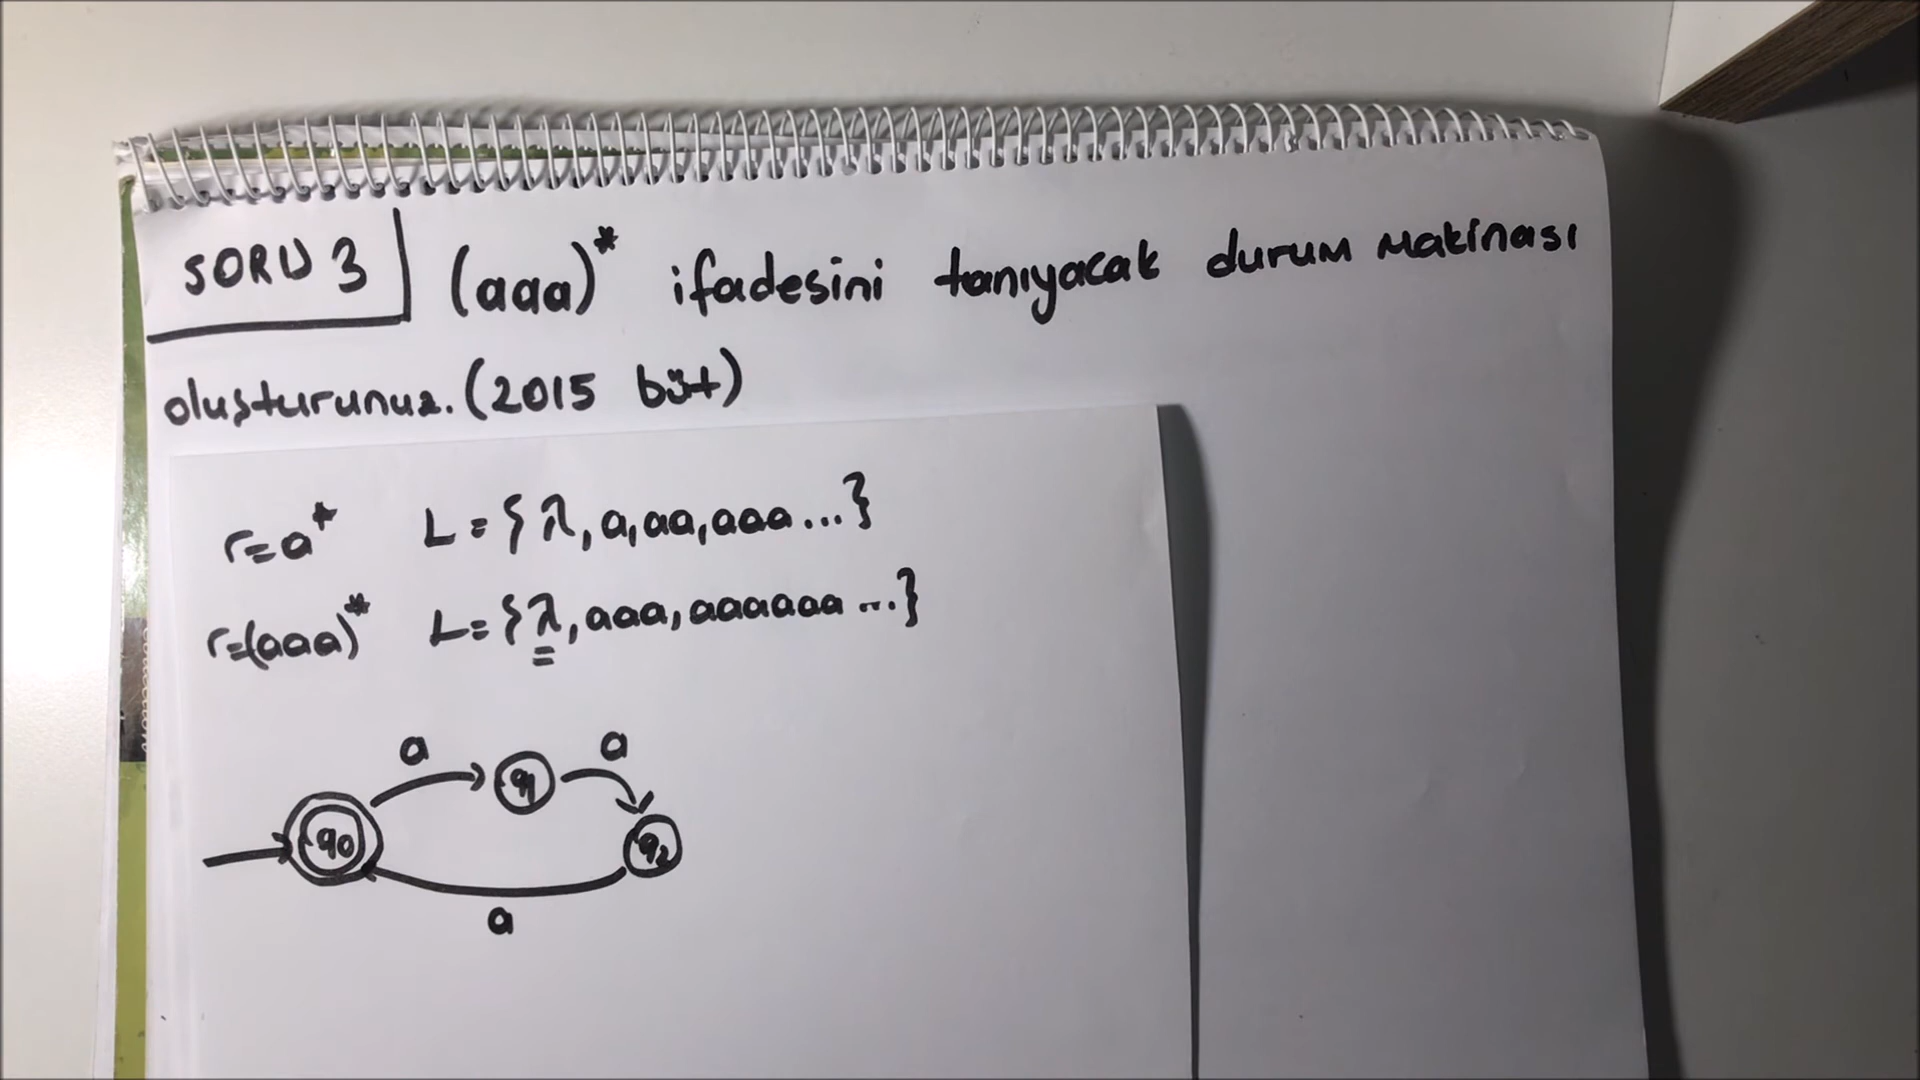 SORU 3
(aaa)* ifadesini tanıyacak durum makinası
oluşturunuz. (2015 büt)
r=a* L={λ, a, aa, aaa...}
r=(aaa)* L={λ, aaa, aaaaaa ...}
a a
q0 q1 q2
a